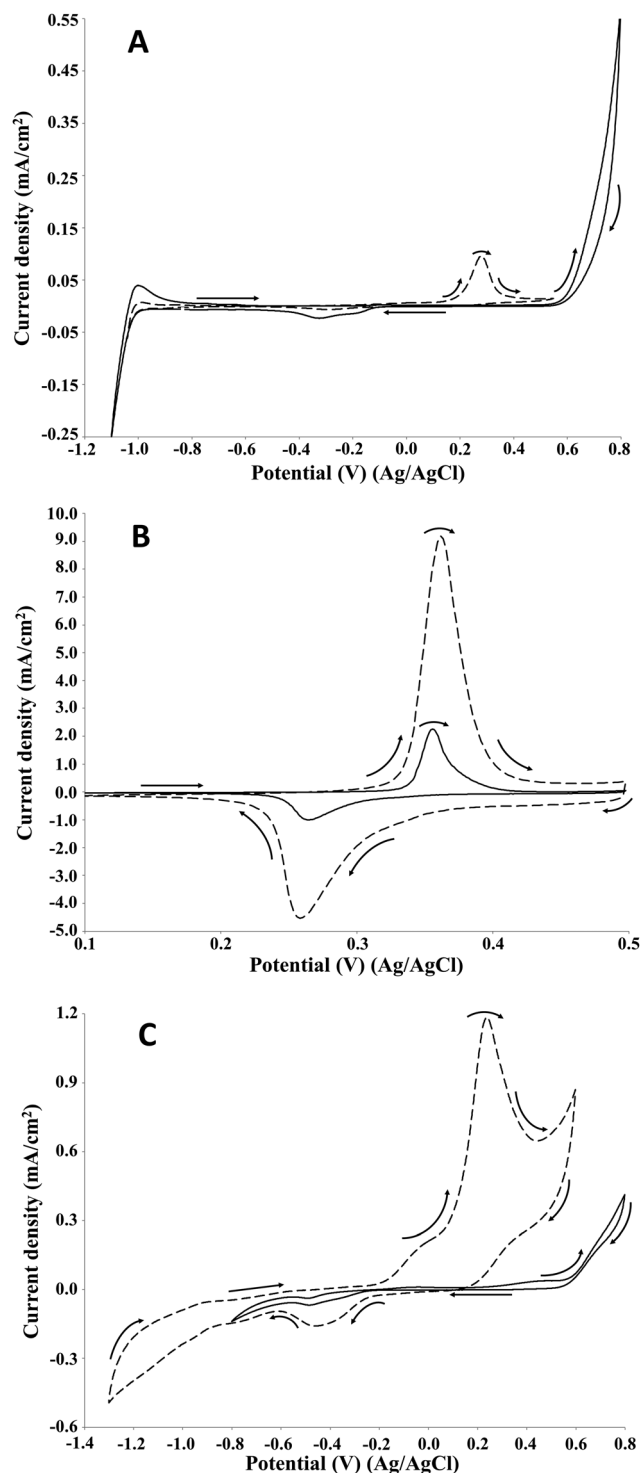 A
Current density (mA/cm²)
0.55
0.45
0.35
0.25
0.15
0.05
-0.05
-0.15
-0.25
-1.2 -1.0 -0.8 -0.6 -0.4 -0.2 0.0 0.2 0.4 0.6 0.8
Potential (V) (Ag/AgCl)
B
Current density (mA/cm²)
10.0
9.0
8.0
7.0
6.0
5.0
4.0
3.0
2.0
1.0
0.0
-1.0
-2.0
-3.0
-4.0
-5.0
0.1 0.2 0.3 0.4 0.5
Potential (V) (Ag/AgCl)
C
Current density (mA/cm²)
1.2
0.9
0.6
0.3
0.0
-0.3
-0.6
-1.4 -1.2 -1.0 -0.8 -0.6 -0.4 -0.2 0.0 0.2 0.4 0.6 0.8
Potential (V) (Ag/AgCl)